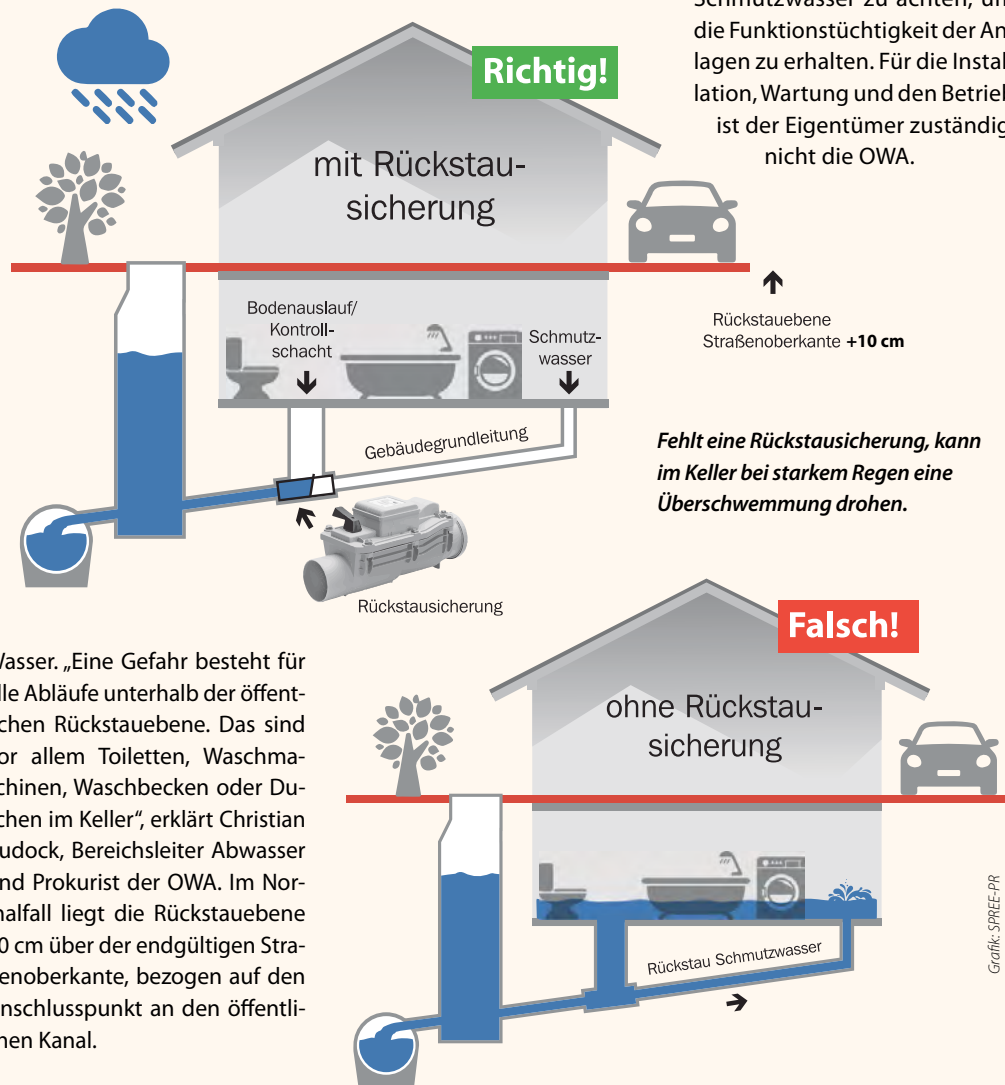 Schmutzwasser zu achten, un
die Funktionstüchtigkeit der An
lagen zu erhalten. Für die Instal
lation, Wartung und den Betrieb
ist der Eigentümer zuständig
nicht die OWA.
Richtig!
mit Rückstau-
sicherung
Bodenauslauf/
Kontroll-
schacht
Schmutz-
wasser
Gebäudegrundleitung
Rückstausicherung
Rückstauebene
Straßenoberkante +10 cm
Fehlt eine Rückstausicherung, kann
im Keller bei starkem Regen eine
Überschwemmung drohen.
Wasser. „Eine Gefahr besteht für
lle Abläufe unterhalb der öffent-
chen Rückstauebene. Das sind
or allem Toiletten, Waschma-
chinen, Waschbecken oder Du-
chen im Keller“, erklärt Christian
udock, Bereichsleiter Abwasser
nd Prokurist der OWA. Im Nor-
malfall liegt die Rückstauebene
0 cm über der endgültigen Stra-
enoberkante, bezogen auf den
nschlusspunkt an den öffentli-
hen Kanal.
Falsch!
ohne Rückstau-
sicherung
Rückstau Schmutzwasser
Grafik: SPREE-PR